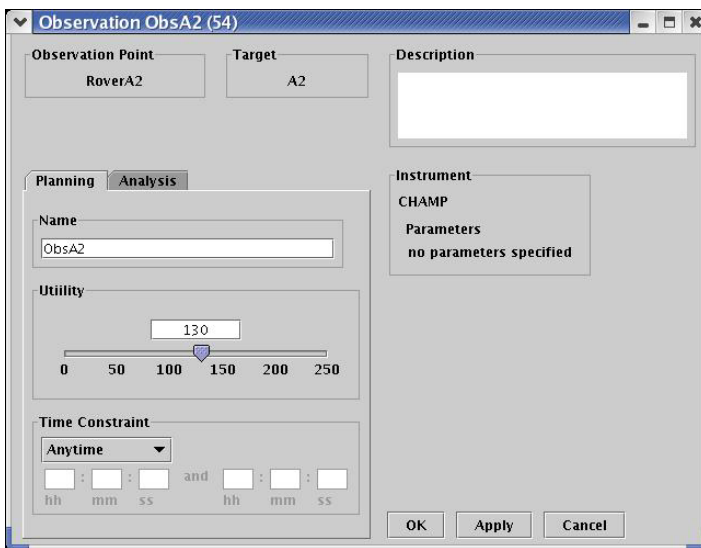 Observation ObsA2 (54)
Observation Point
RoverA2
Target
A2
Description
Planning
Analysis
Name
ObsA2
Utiility
130
0 50 100 150 200 250
Time Constraint
Anytime
: : and : :
hh mm ss hh mm ss
Instrument
CHAMP
Parameters
no parameters specified
OK
Apply
Cancel